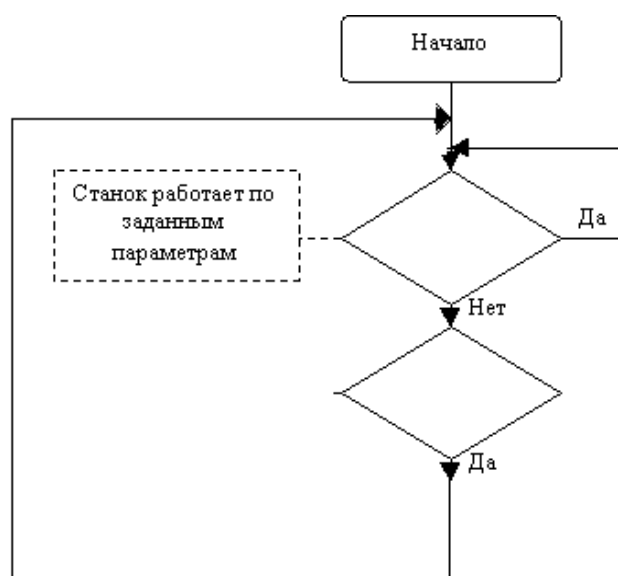 Начало
Станок работает по
заданным
параметрам
Да
Нет
Да